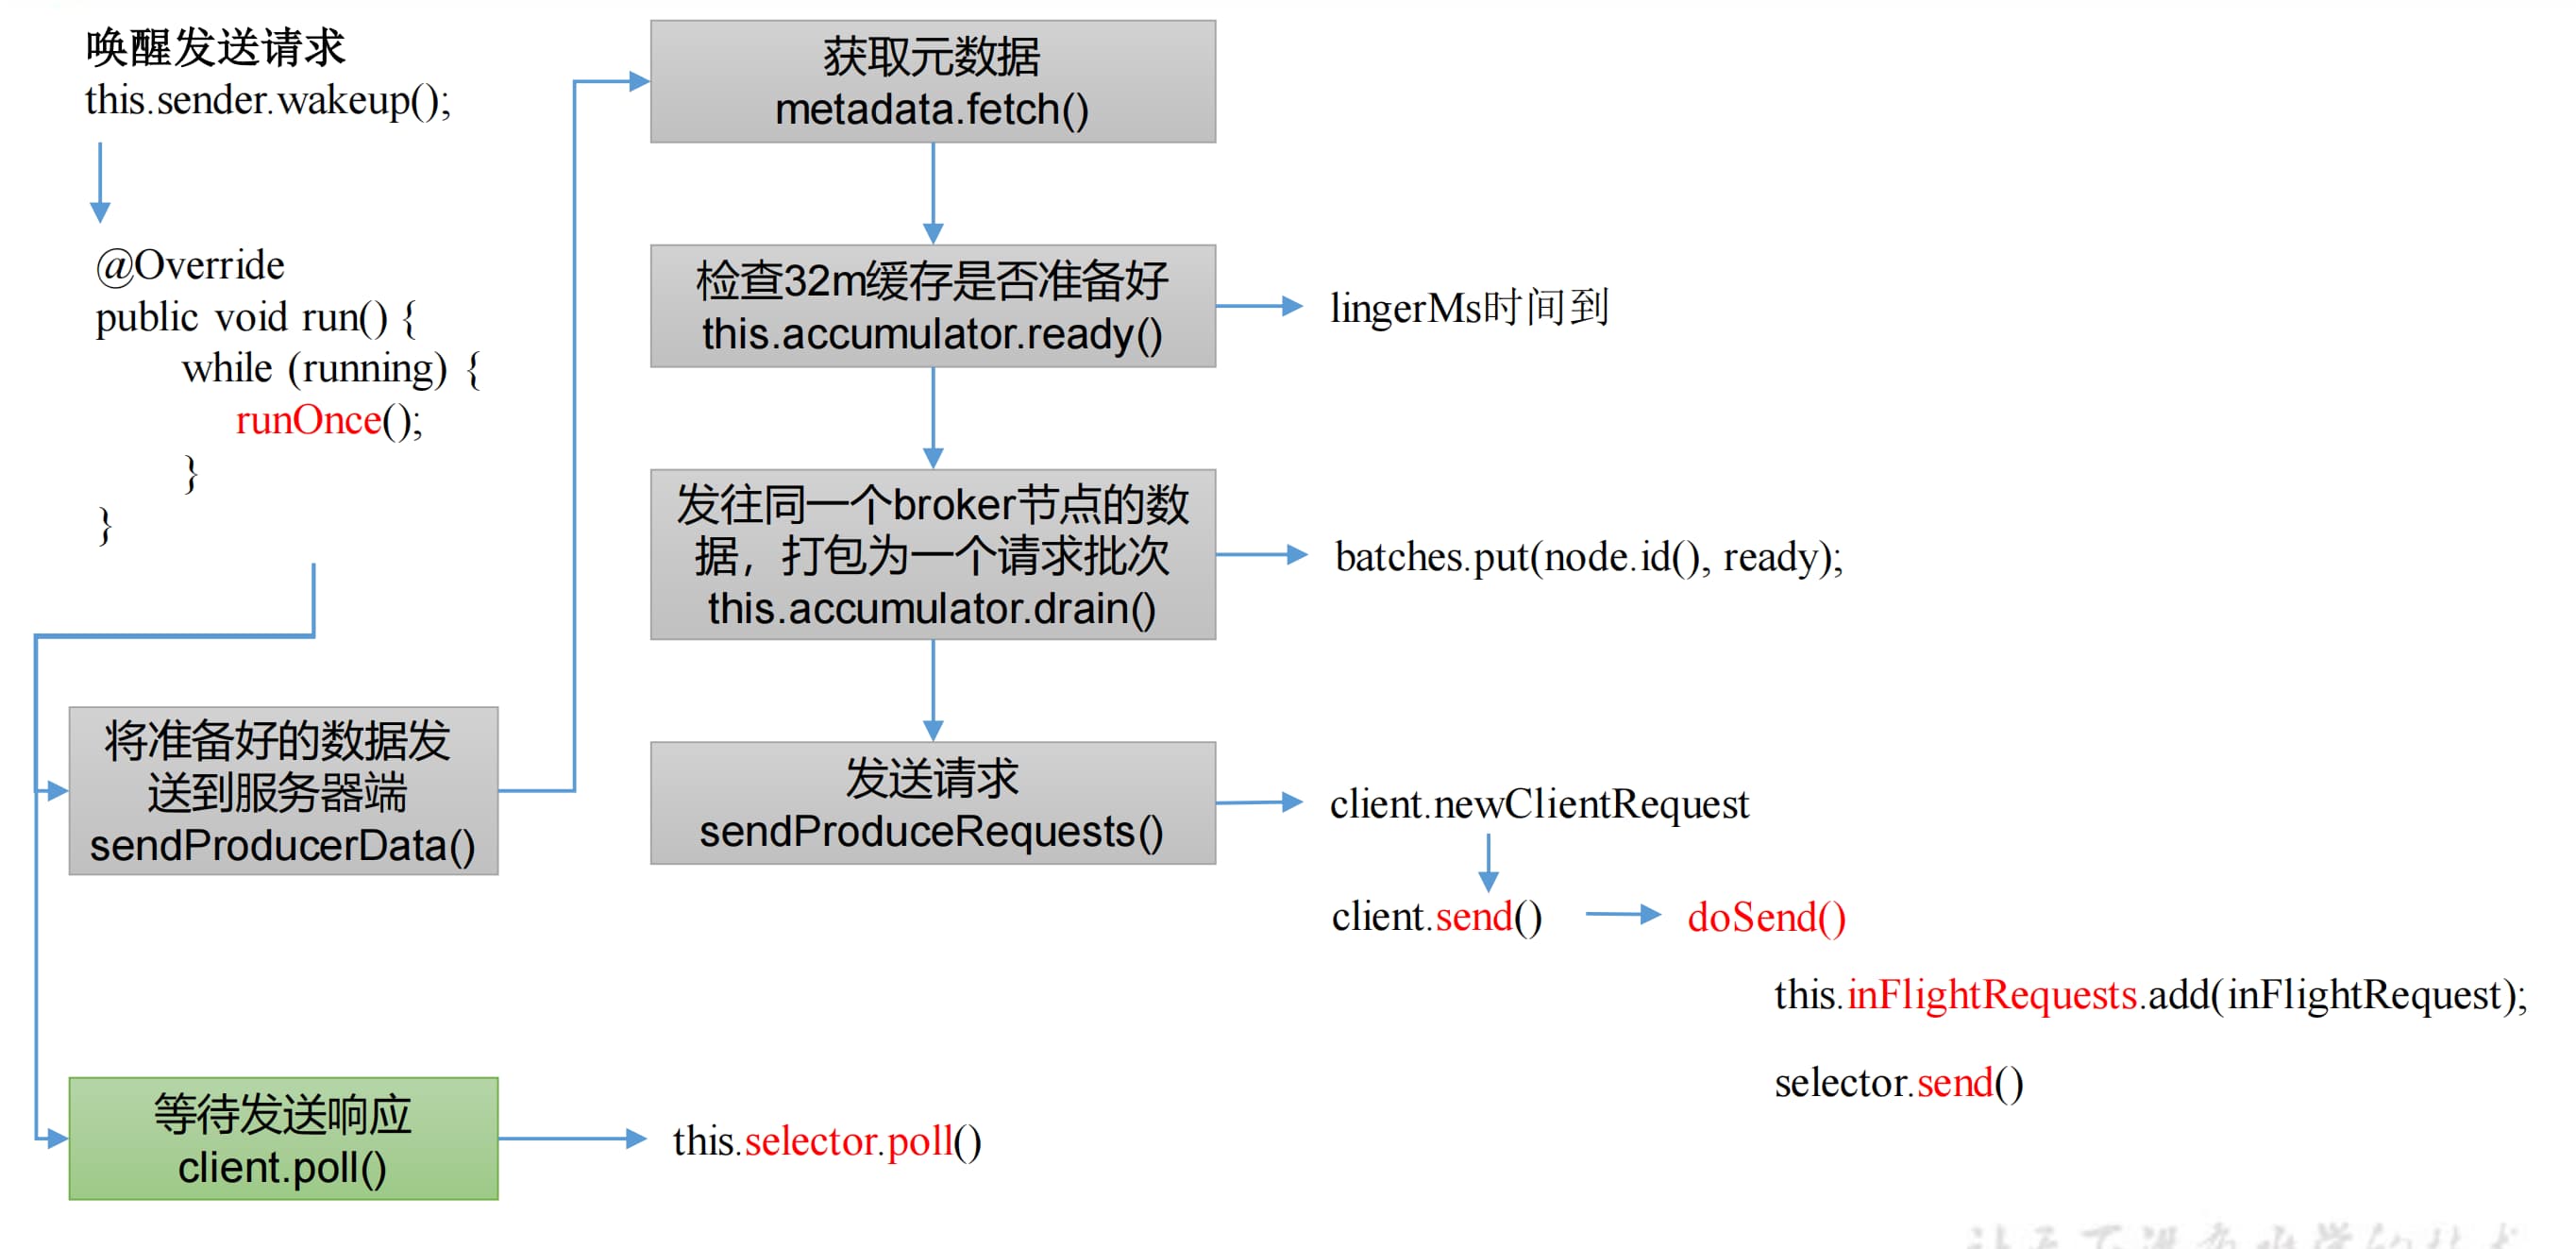 唤醒发送请求
this.sender.wakeup();
@Override
public void run() {
while (running) {
runOnce();
}
}
将准备好的数据发
送到服务器端
sendProducerData()
等待发送响应
client.poll()
this.selector.poll()
获取元数据
metadata.fetch()
检查32m缓存是否准备好
this.accumulator.ready()
lingerMs时间到
发往同一个broker节点的数
据，打包为一个请求批次
this.accumulator.drain()
batches.put(node.id(), ready);
发送请求
sendProduceRequests()
client.newClientRequest
client.send()
doSend()
this.inFlightRequests.add(inFlightRequest);
selector.send()